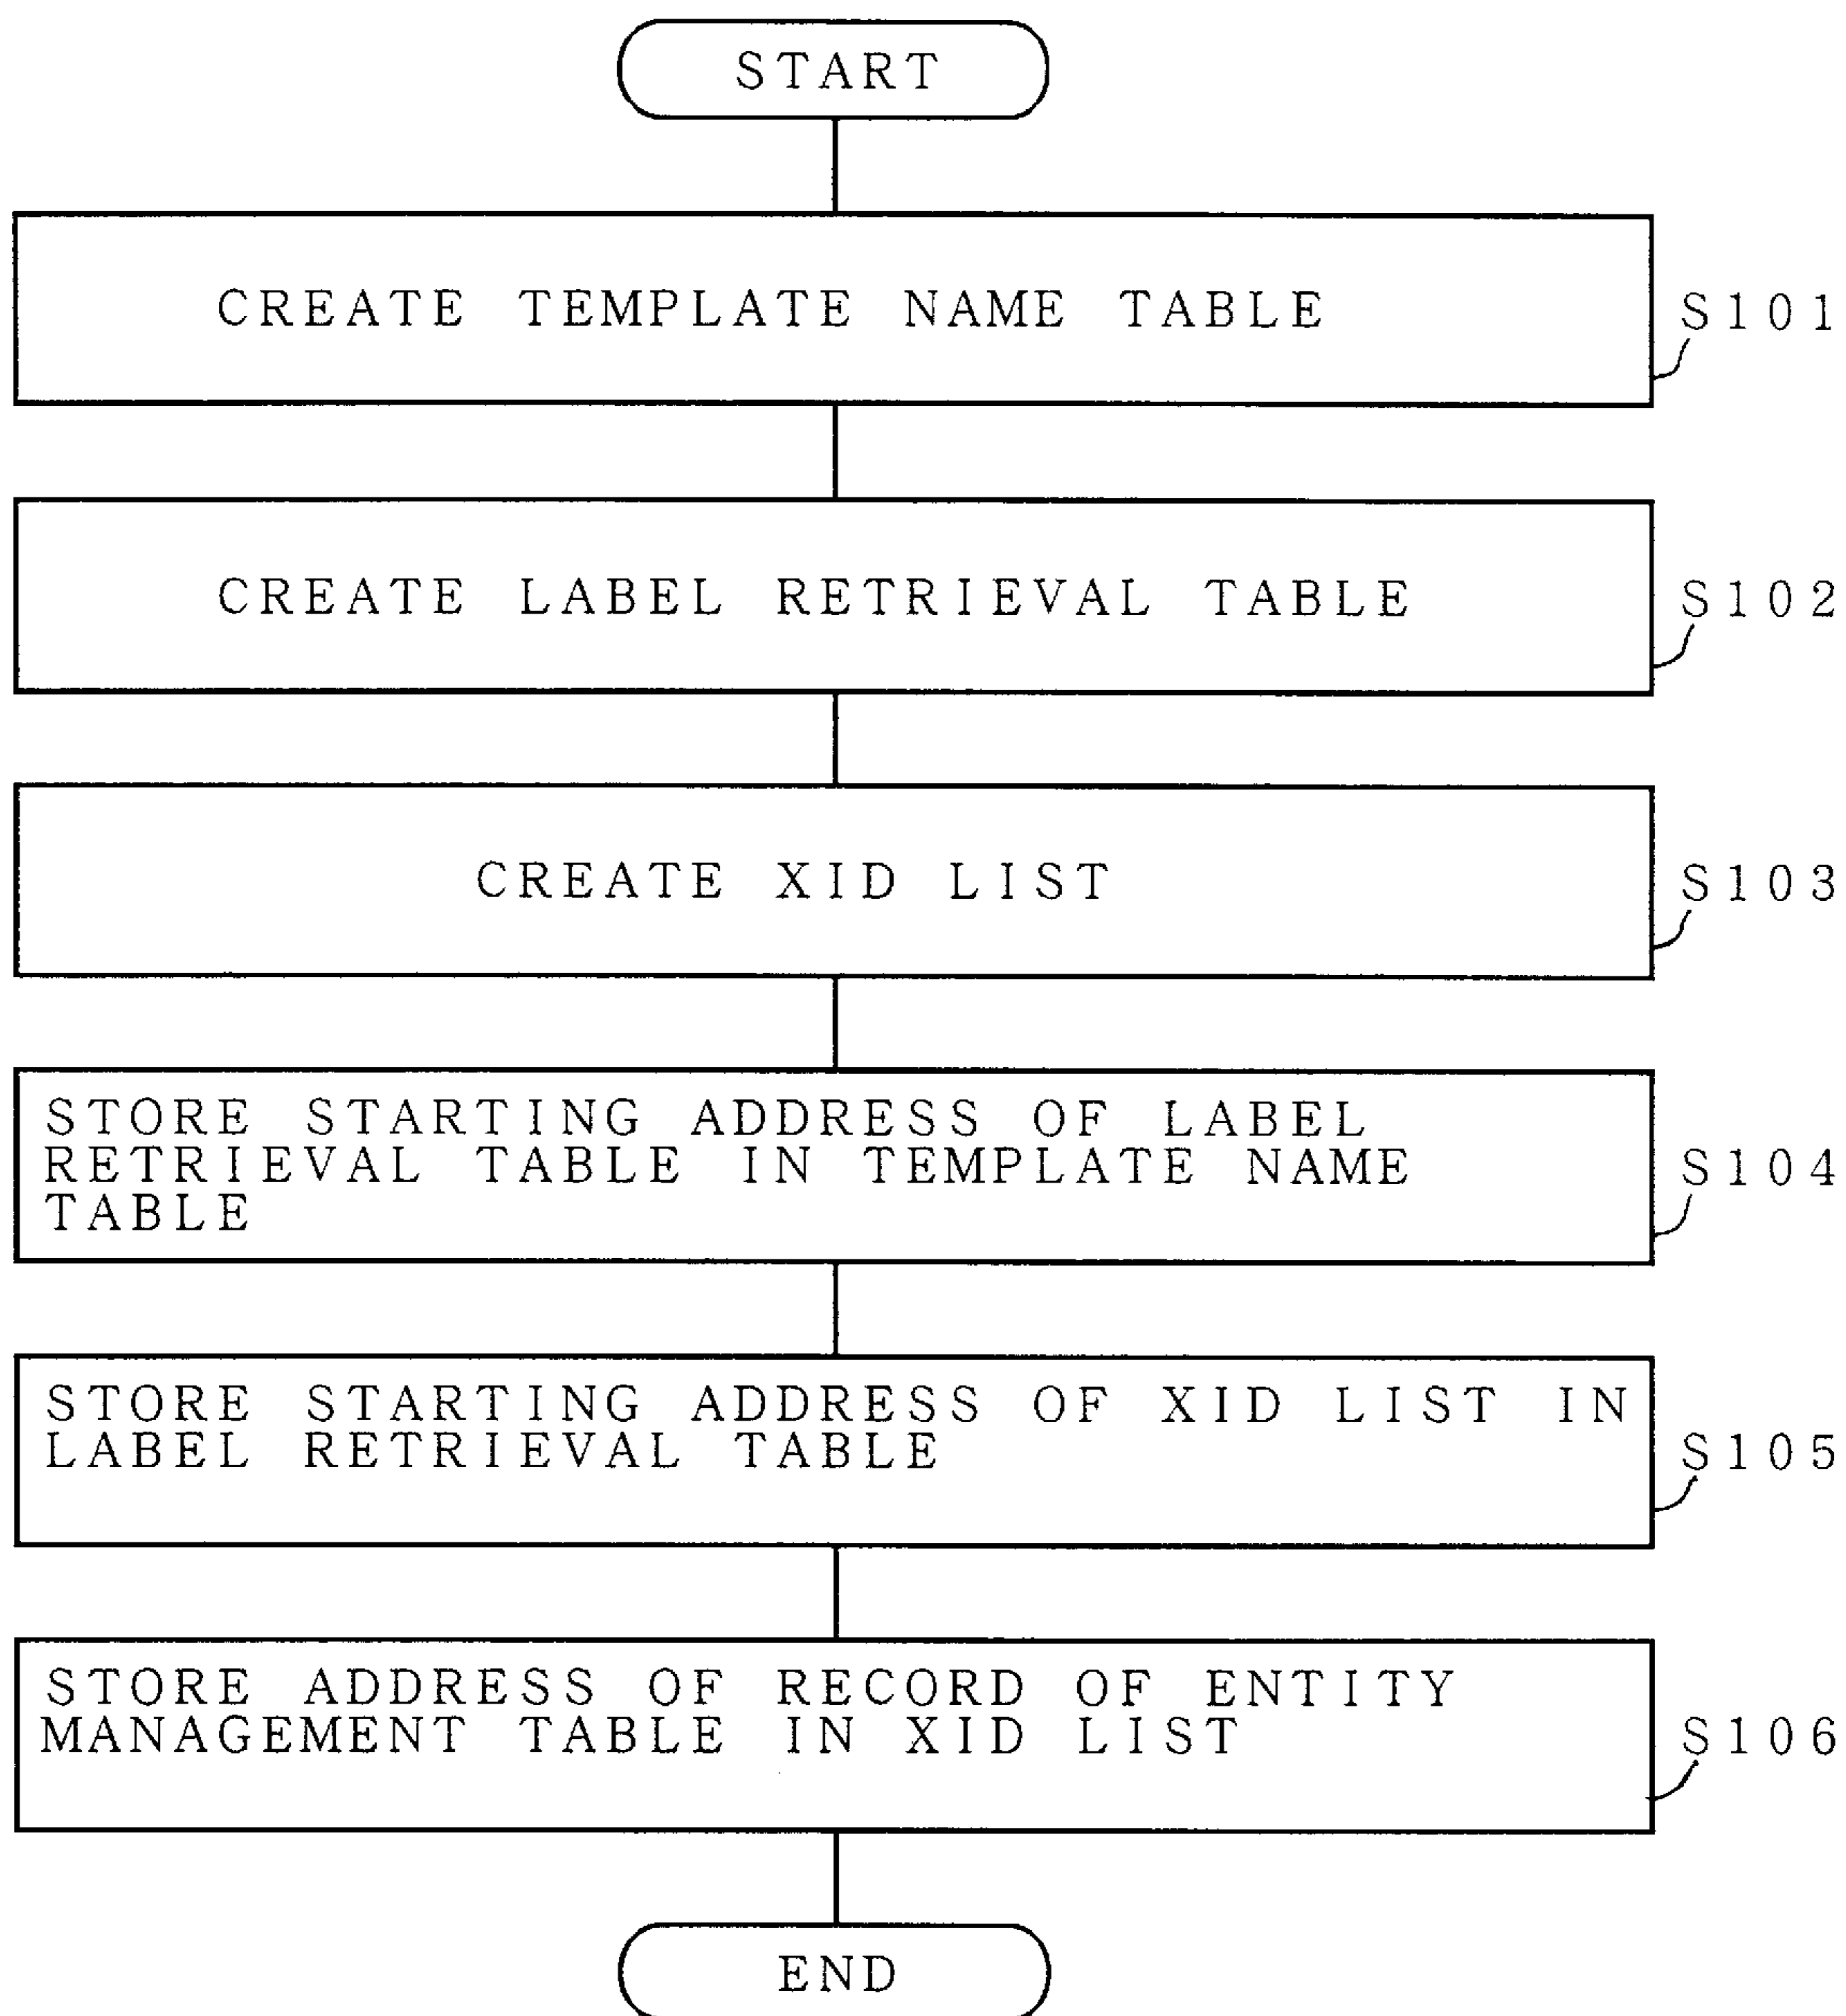 START
CREATE TEMPLATE NAME TABLE
S101
CREATE LABEL RETRIEVAL TABLE
S102
CREATE XID LIST
S103
STORE STARTING ADDRESS OF LABEL
RETRIEVAL TABLE IN TEMPLATE NAME
TABLE
S104
STORE STARTING ADDRESS OF XID LIST IN
LABEL RETRIEVAL TABLE
S105
STORE ADDRESS OF RECORD OF ENTITY
MANAGEMENT TABLE IN XID LIST
S106
END